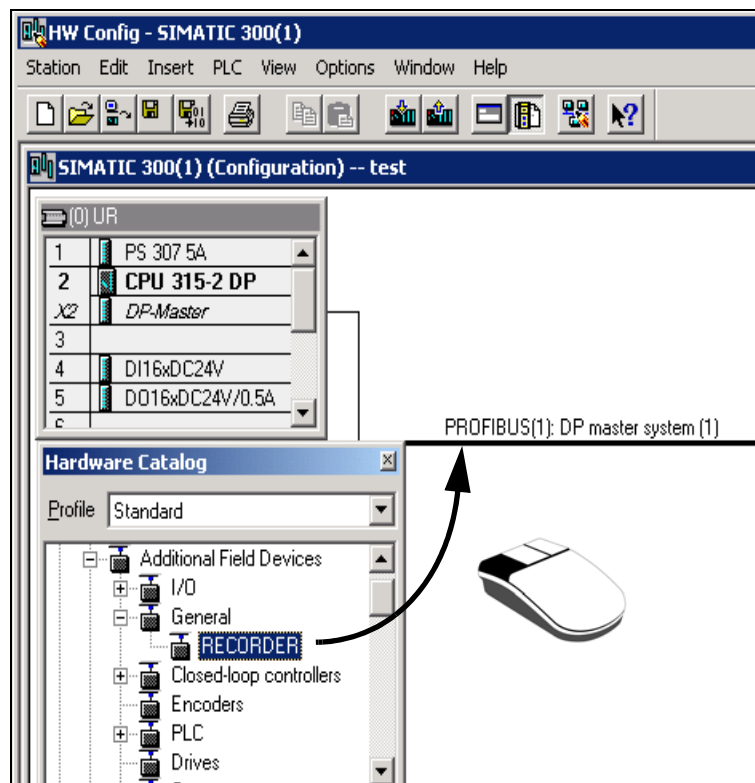 HW Config - SIMATIC 300(1)
Station Edit Insert PLC View Options Window Help
SIMATIC 300(1) (Configuration) -- test
(0) UR
1 PS 307 5A
2 CPU 315-2 DP
X2 DP-Master
3
4 DI16xDC24V
5 DO16xDC24V/0.5A
PROFIBUS(1): DP master system (1)
Hardware Catalog
Profile Standard
Additional Field Devices
I/O
General
RECORDER
Closed-loop controllers
Encoders
PLC
Drives